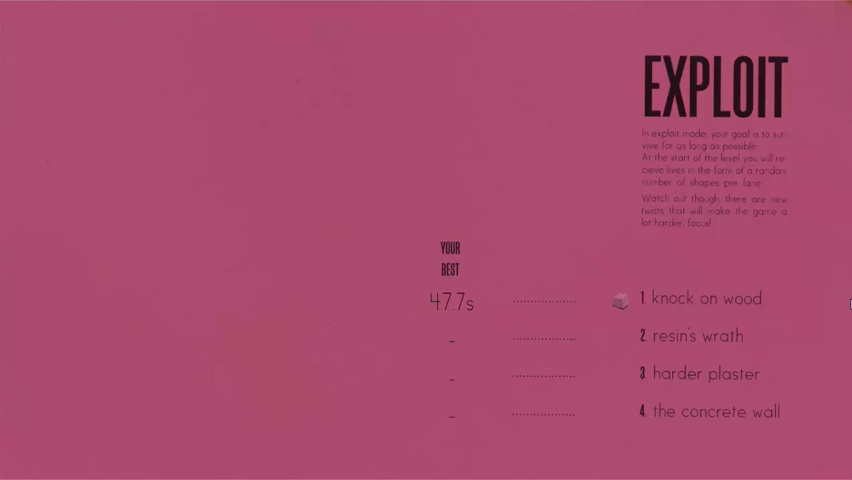 EXPLOIT
In exploit mode, your goal is to sur-
vive for as long as possible.
At the start of the level you will re-
cieve lives in the form of a random
number of shapes per lane.
Watch out though, there are new
twists that will make the game a
lot harder, focus!
YOUR
BEST
47.7s ................ 1. knock on wood
– ................ 2. resin's wrath
– ................ 3. harder plaster
– ................ 4. the concrete wall